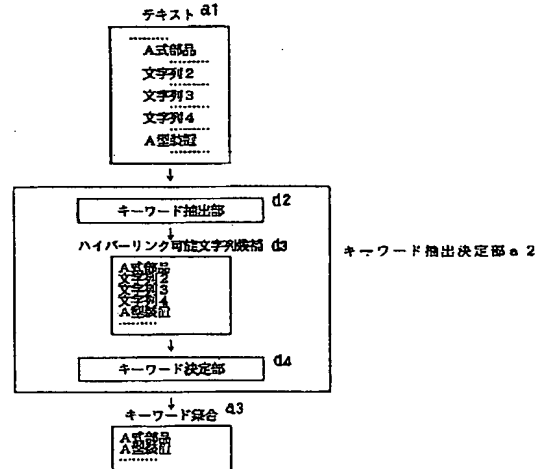 テキスト a1
A式部品
文字列2
文字列3
文字列4
A型装置
キーワード抽出部 d2
ハイパーリンク可能文字列候補 d3
キーワード抽出決定部a2
A式部品
文字列2
文字列3
文字列4
A型装置
キーワード決定部 d4
キーワード集合 a3
A式部品
A型装置